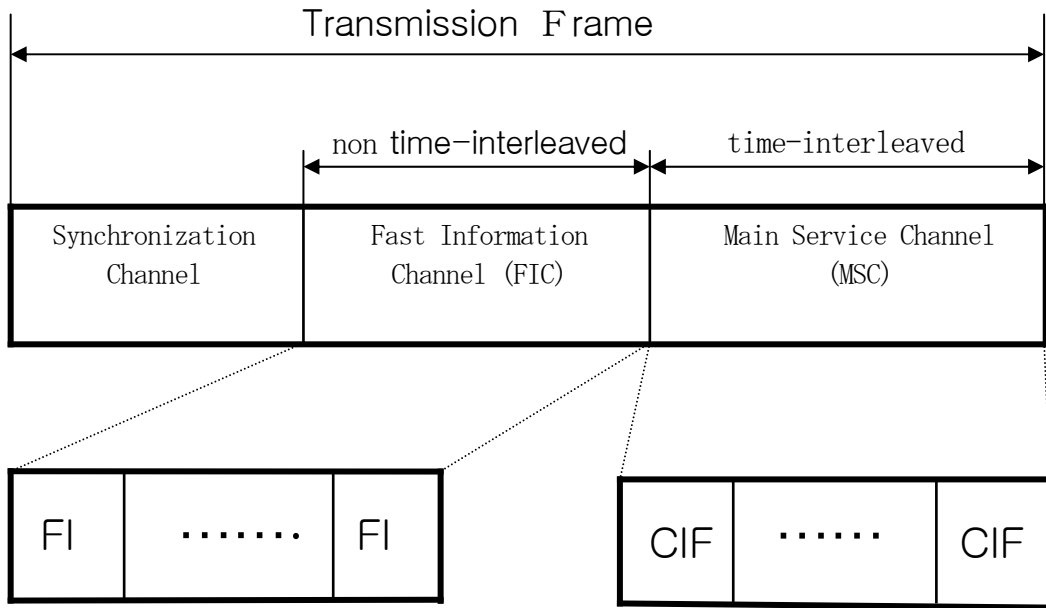 Transmission Frame
non time-interleaved
time-interleaved
Synchronization
Channel
Fast Information
Channel (FIC)
Main Service Channel
(MSC)
FI
.......
FI
CIF
......
CIF